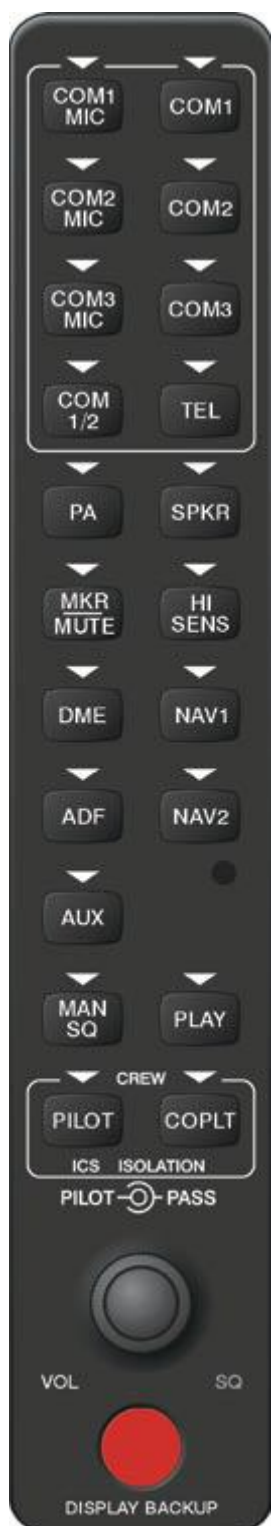 COM1
MIC
COM1
COM2
MIC
COM2
COM3
MIC
COM3
COM
1/2
TEL
PA
SPKR
MKR
MUTE
HI
SENS
DME
NAV1
ADF
NAV2
AUX
MAN
SQ
PLAY
CREW
PILOT
COPLT
ICS ISOLATION
PILOT PASS
VOL SQ
DISPLAY BACKUP